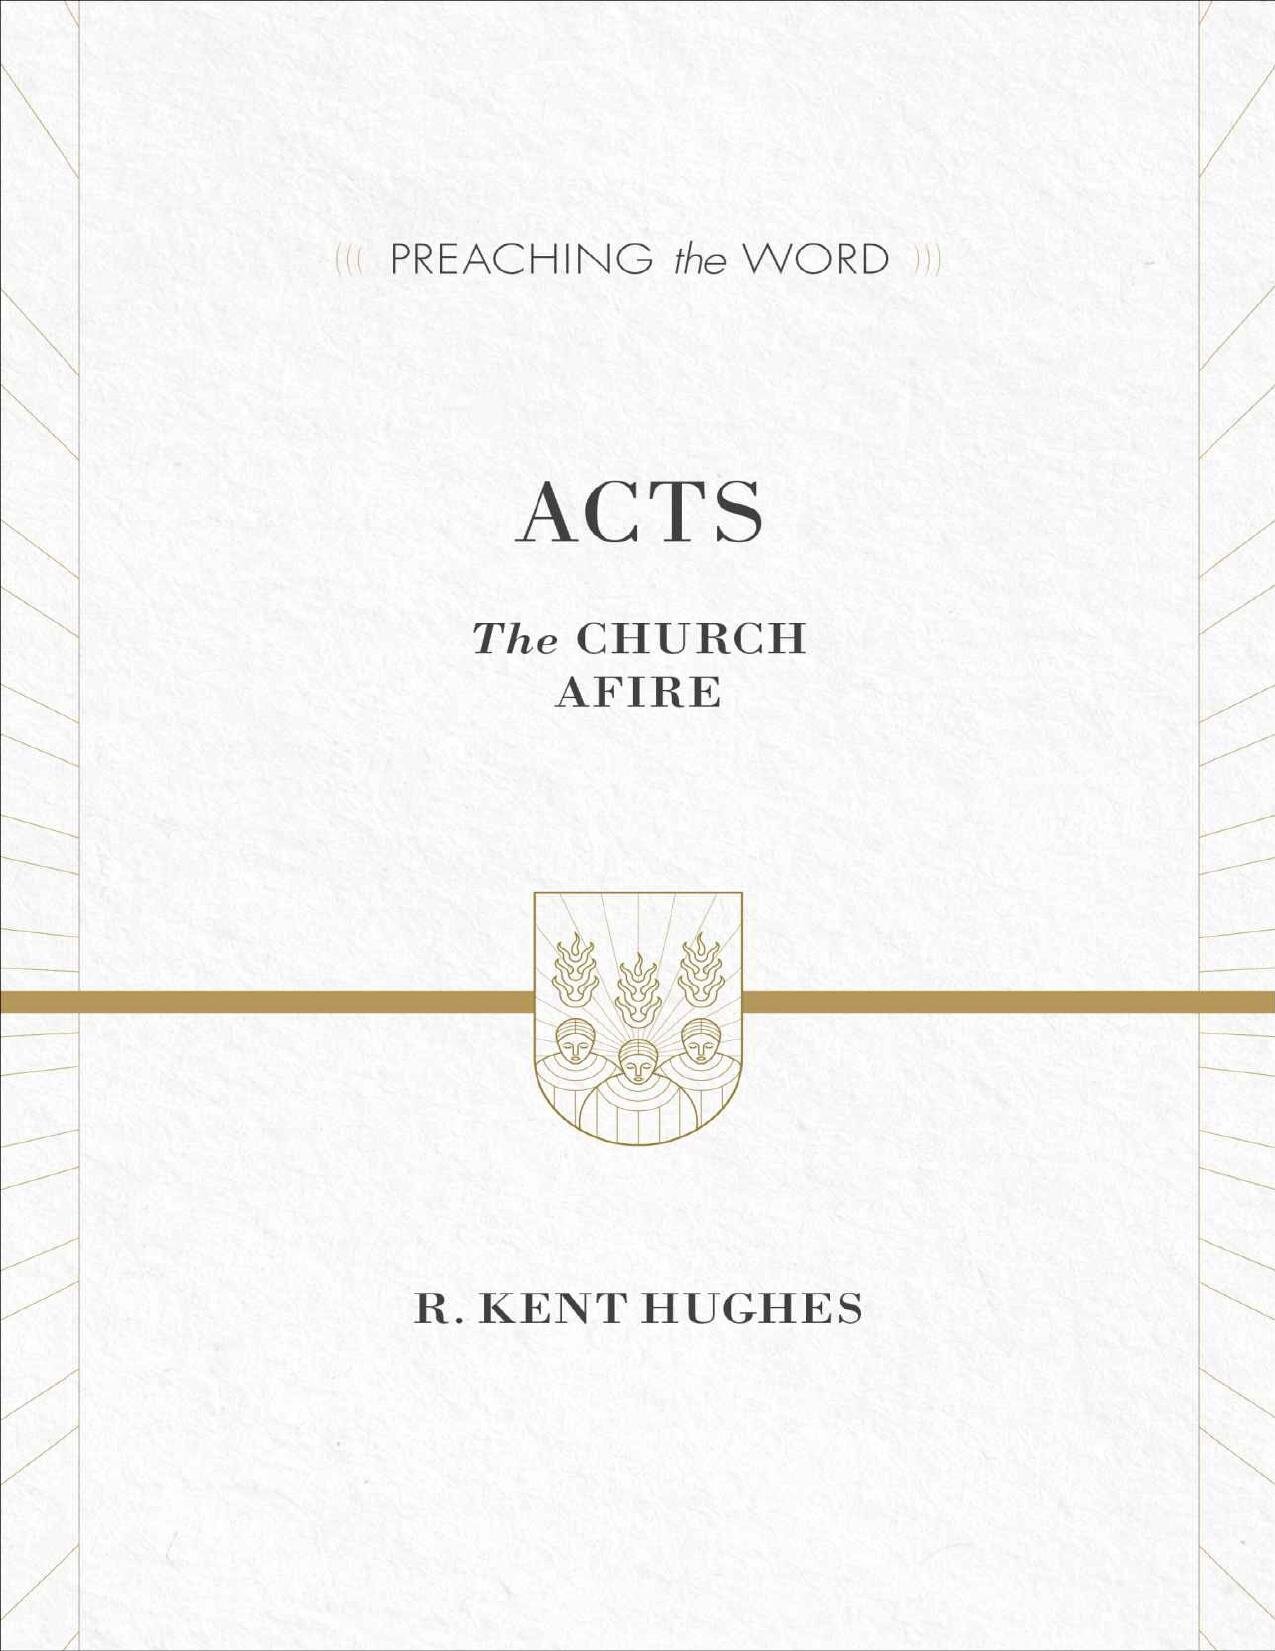 PREACHING the WORD
ACTS
The CHURCH
AFIRE
R. KENT HUGHES